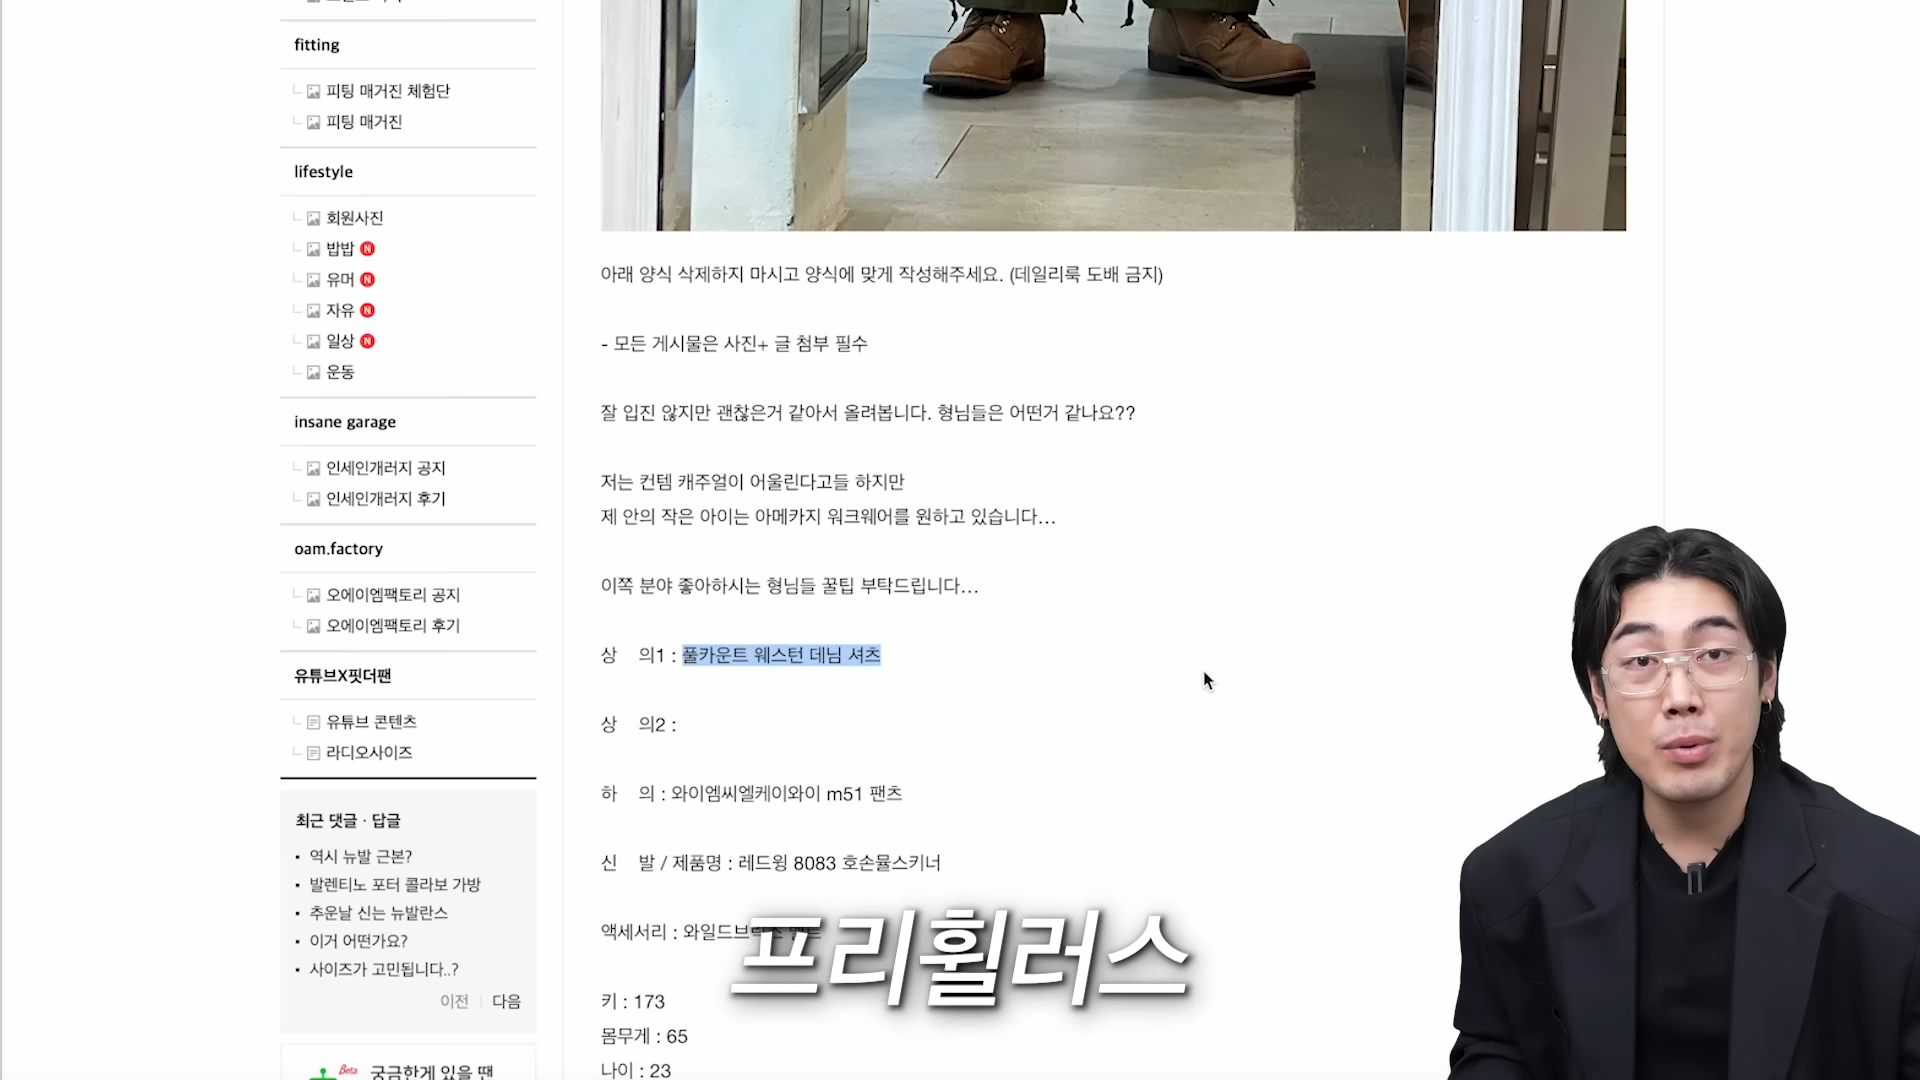 fitting
피팅 매거진 체험단
피팅 매거진
lifestyle
회원사진
밥밥 N
유머 N
자유 N
일상 N
운동
insane garage
인세인개러지 공지
인세인개러지 후기
oam.factory
오에이엠팩토리 공지
오에이엠팩토리 후기
유튜브X핏더팬
유튜브 콘텐츠
라디오사이즈
최근 댓글 · 답글
역시 뉴발 근본?
발렌티노 포터 콜라보 가방
추운날 신는 뉴발란스
이거 어떤가요?
사이즈가 고민됩니다..?
이전 다음
Beta 궁금한게 있을 땐
아래 양식 삭제하지 마시고 양식에 맞게 작성해주세요. (데일리룩 도배 금지)
- 모든 게시물은 사진+ 글 첨부 필수
잘 입진 않지만 괜찮은거 같아서 올려봅니다. 형님들은 어떤거 같나요??
저는 컨템 캐주얼이 어울린다고들 하지만
제 안의 작은 아이는 아메카지 워크웨어를 원하고 있습니다...
이쪽 분야 좋아하시는 형님들 꿀팁 부탁드립니다...
상 의1 : 풀카운트 웨스턴 데님 셔츠
상 의2 :
하 의 : 와이엠씨엘케이와이 m51 팬츠
신 발 / 제품명 : 레드윙 8083 호손뮬스키너
액세서리 :
프리휠러스
키 : 173
몸무게 : 65
나이 : 23